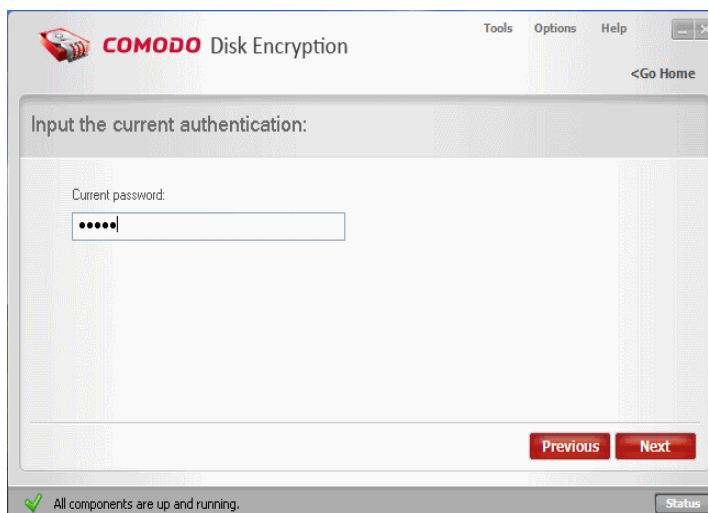 Tools Options Help
COMODO Disk Encryption
<Go Home
Input the current authentication:
Current password:
•••••
Previous Next
All components are up and running.
Status